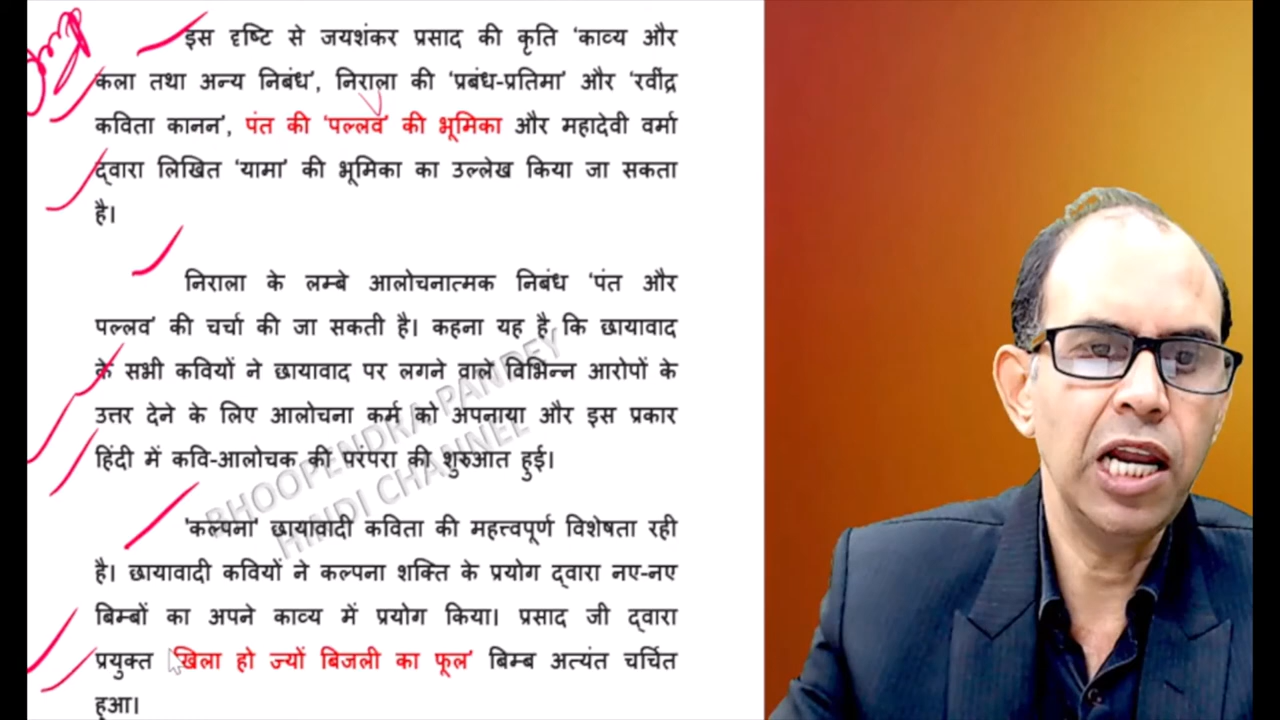 इस दृष्टि से जयशंकर प्रसाद की कृति 'काव्य और
कला तथा अन्य निबंध', निराला की 'प्रबंध-प्रतिमा' और 'रवींद्र
कविता कानन', पंत की 'पल्लव' की भूमिका और महादेवी वर्मा
द्वारा लिखित 'यामा' की भूमिका का उल्लेख किया जा सकता
है।
निराला के लम्बे आलोचनात्मक निबंध 'पंत और
पल्लव' की चर्चा की जा सकती है। कहना यह है कि छायावाद
के सभी कवियों ने छायावाद पर लगने वाले विभिन्न आरोपों के
उत्तर देने के लिए आलोचना कर्म को अपनाया और इस प्रकार
हिंदी में कवि-आलोचक की परंपरा की शुरुआत हुई।
BHOOPENDRA PANDEY
HINDI CHANNEL
'कल्पना' छायावादी कविता की महत्त्वपूर्ण विशेषता रही
है। छायावादी कवियों ने कल्पना शक्ति के प्रयोग द्वारा नए-नए
बिम्बों का अपने काव्य में प्रयोग किया। प्रसाद जी द्वारा
प्रयुक्त 'खिला हो ज्यों बिजली का फूल' बिम्ब अत्यंत चर्चित
हुआ।